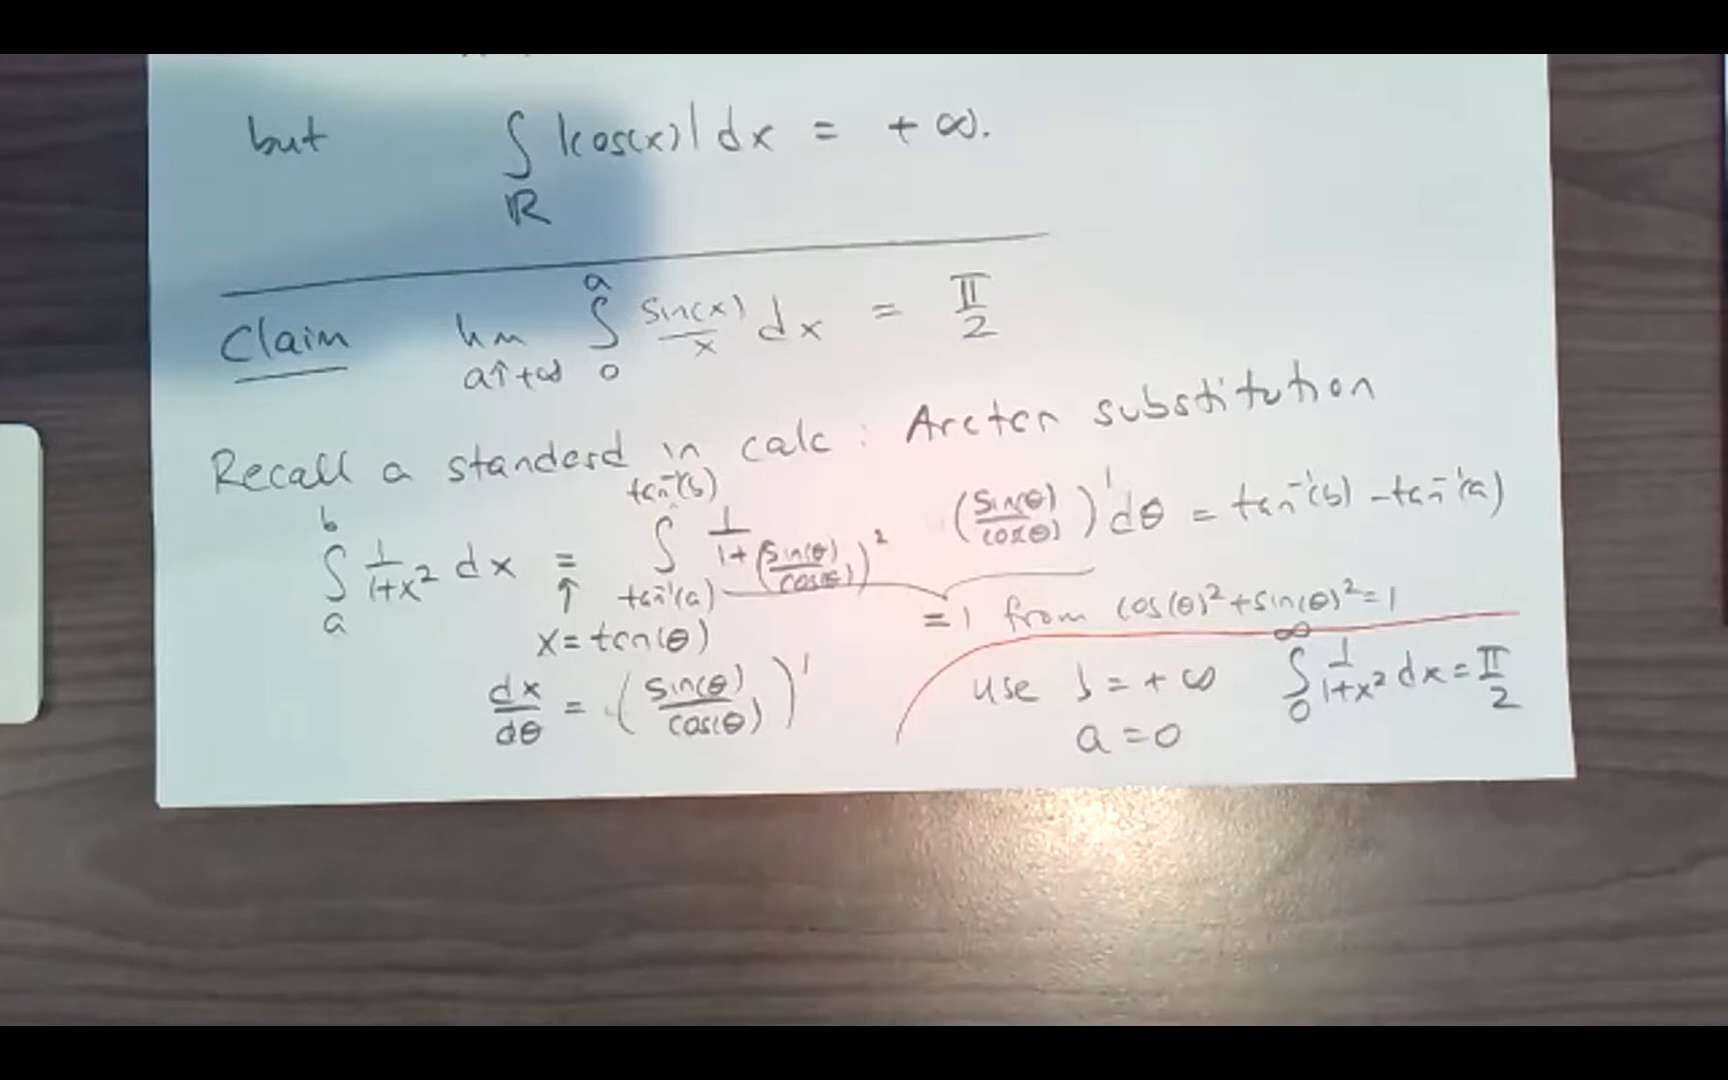 but ∫_ℝ |cos(x)| dx = +∞.
Claim lim_{a↑+∞} ∫_0^a sin(x)/x dx = π/2
Recall a standard in calc : Arctan substitution
∫_a^b 1/(1+x²) dx = ∫_{tan⁻¹(a)}^{tan⁻¹(b)} 1/(1+(sin(θ)/cos(θ))²) (sin(θ)/cos(θ))' dθ = tan⁻¹(b) - tan⁻¹(a)
↑ = 1 from cos(θ)²+sin(θ)²=1
x = tan(θ)
dx/dθ = (sin(θ)/cos(θ))'
use b = +∞ ∫_0^∞ 1/(1+x²) dx = π/2
a = 0